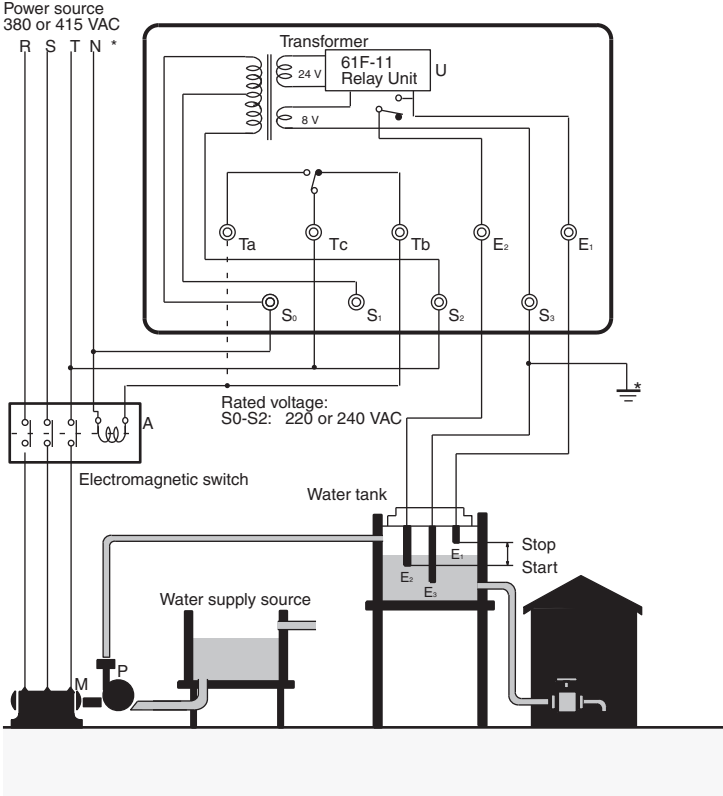 Power source
380 or 415 VAC
R S T N *
Transformer
61F-11
Relay Unit
U
24 V
8 V
Ta
Tc
Tb
E₂
E₁
S₀
S₁
S₂
S₃
*
Rated voltage:
S0-S2: 220 or 240 VAC
A
Electromagnetic switch
Water tank
E₁
E₂
E₃
Stop
Start
Water supply source
M
P